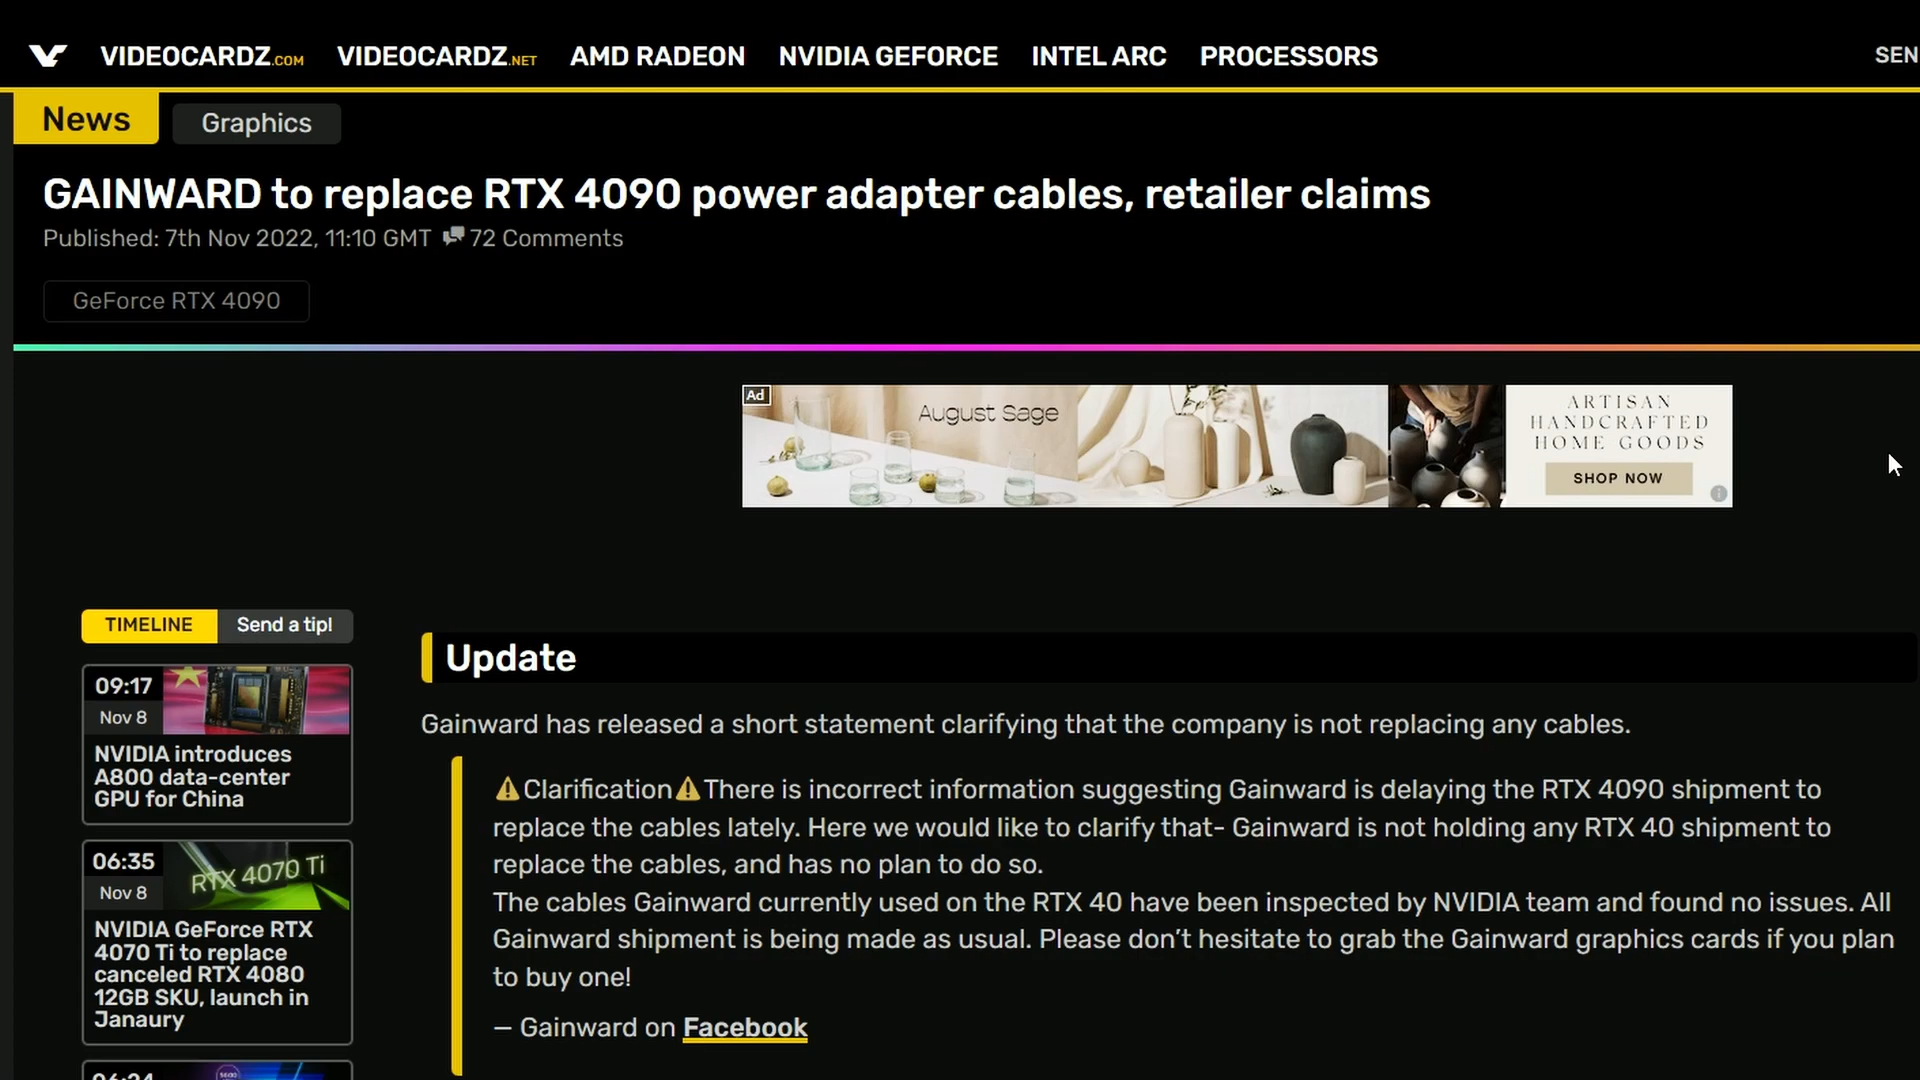 VIDEOCARDZ.COM VIDEOCARDZ.NET AMD RADEON NVIDIA GEFORCE INTEL ARC PROCESSORS SEN
News Graphics
GAINWARD to replace RTX 4090 power adapter cables, retailer claims
Published: 7th Nov 2022, 11:10 GMT 72 Comments
GeForce RTX 4090
Ad
August Sage
ARTISAN
HANDCRAFTED
HOME GOODS
SHOP NOW
TIMELINE Send a tip!
09:17
Nov 8
NVIDIA introduces
A800 data-center
GPU for China
06:35
Nov 8
RTX 4070 Ti
NVIDIA GeForce RTX
4070 Ti to replace
canceled RTX 4080
12GB SKU, launch in
Janaury
Update
Gainward has released a short statement clarifying that the company is not replacing any cables.
⚠Clarification⚠There is incorrect information suggesting Gainward is delaying the RTX 4090 shipment to
replace the cables lately. Here we would like to clarify that- Gainward is not holding any RTX 40 shipment to
replace the cables, and has no plan to do so.
The cables Gainward currently used on the RTX 40 have been inspected by NVIDIA team and found no issues. All
Gainward shipment is being made as usual. Please don't hesitate to grab the Gainward graphics cards if you plan
to buy one!
— Gainward on Facebook